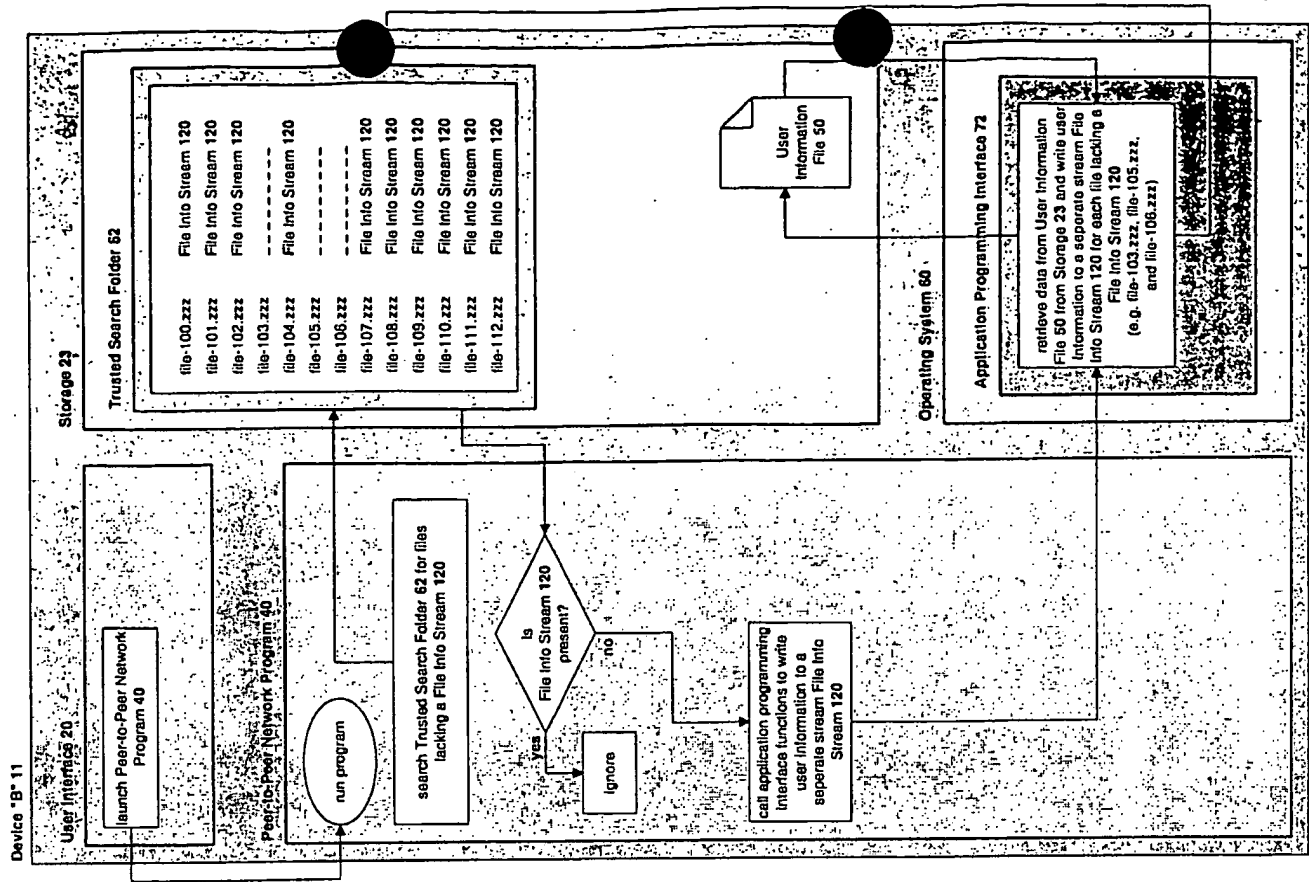 Device "B" 11
User Interface 20
launch Peer-to-Peer Network
Program 40
Peer-to-Peer Network Program 40
run program
search Trusted Search Folder 62 for files
lacking a File Info Stream 120
Is
File Info Stream 120
present?
yes
no
Ignore
call application programming
interface functions to write
user information to a
seperate stream File Info
Stream 120
Storage 23
Trusted Search Folder 62
file-100.zzz File Info Stream 120
file-101.zzz File Info Stream 120
file-102.zzz File Info Stream 120
file-103.zzz ----------
file-104.zzz File Info Stream 120
file-105.zzz ----------
file-106.zzz ----------
file-107.zzz File Info Stream 120
file-108.zzz File Info Stream 120
file-109.zzz File Info Stream 120
file-110.zzz File Info Stream 120
file-111.zzz File Info Stream 120
file-112.zzz File Info Stream 120
User
Information
File 50
Operating System 60
Application Programming Interface 72
retrieve data from User Information
File 50 from Storage 23 and write user
Information to a seperate stream File
Info Stream 120 for each file lacking a
File Info Stream 120
(e.g. file-103.zzz, file-105.zzz,
and file-106.zzz)